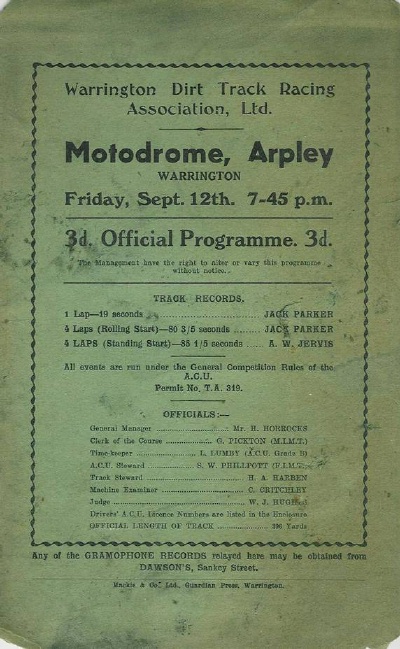 Warrington Dirt Track Racing
Association, Ltd.
Motodrome, Arpley
WARRINGTON
Friday, Sept. 12th. 7-45 p.m.
3d. Official Programme. 3d.
The Management have the right to alter or vary this programme
without notice.
TRACK RECORDS.
1 Lap—19 seconds ........ JACK PARKER
4 Laps (Rolling Start)—80 3/5 seconds ........ JACK PARKER
4 LAPS (Standing Start)—85 1/5 seconds ..... A. W. JERVIS
All events are run under the General Competition Rules of the
A.C.U.
Permit No. T.A. 319.
OFFICIALS:—
General Manager ........ Mr. H. HORROCKS
Clerk of the Course ........ G. PICKTON (M.I.M.T.)
Time-keeper ........ L. LUMBY (A.C.U. Grade B)
A.C.U. Steward ........ S. W. PHILLPOTT (F.I.M.T.)
Track Steward ........ H. A. HARBEN
Machine Examiner ........ C. CRITCHLEY
Judge ........ W. J. HUGHES
Drivers' A.C.U. Licence Numbers are listed in the Enclosure
OFFICIAL LENGTH OF TRACK ........ Yards
Any of the GRAMOPHONE RECORDS relayed here may be obtained from
DAWSON'S, Sankey Street.
Mackie & Co. Ltd., Guardian Press, Warrington.